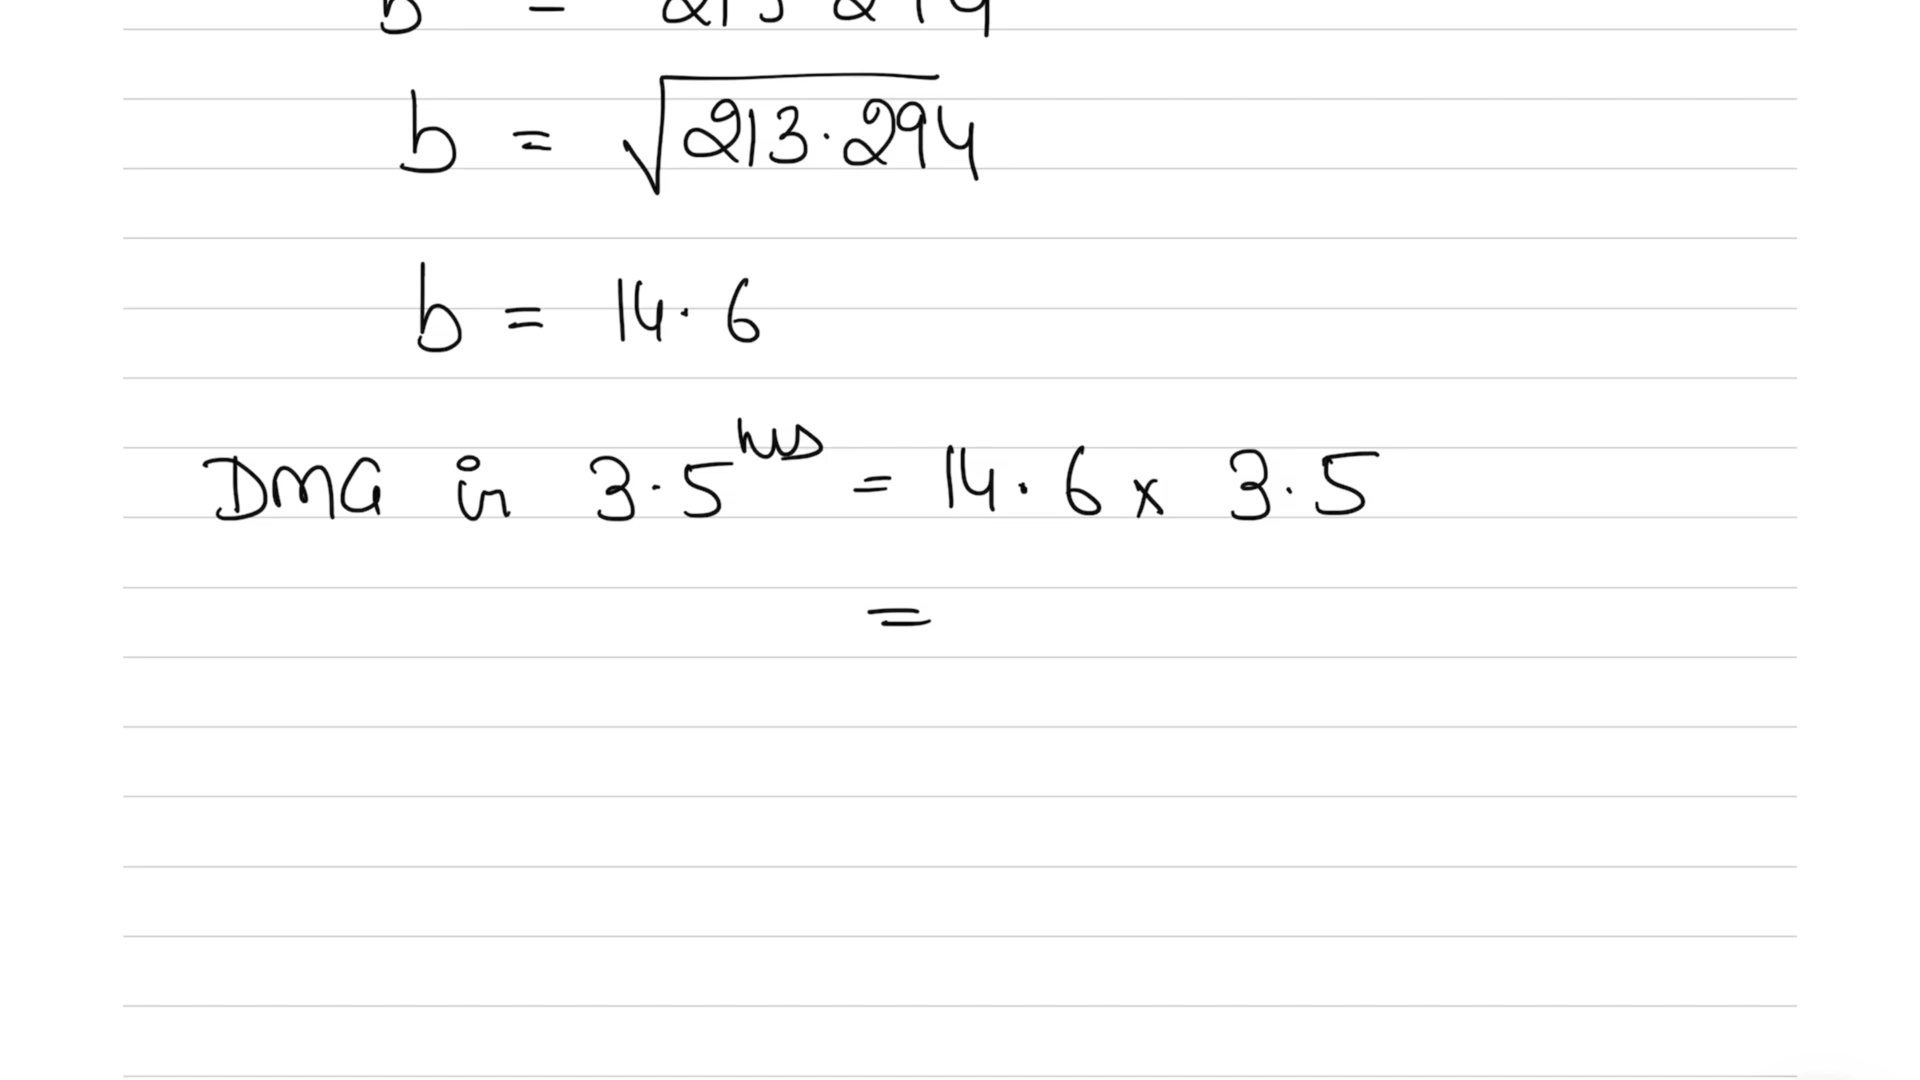 b = √213.294
b = 14.6
DMG in 3.5 hrs = 14.6 x 3.5
=